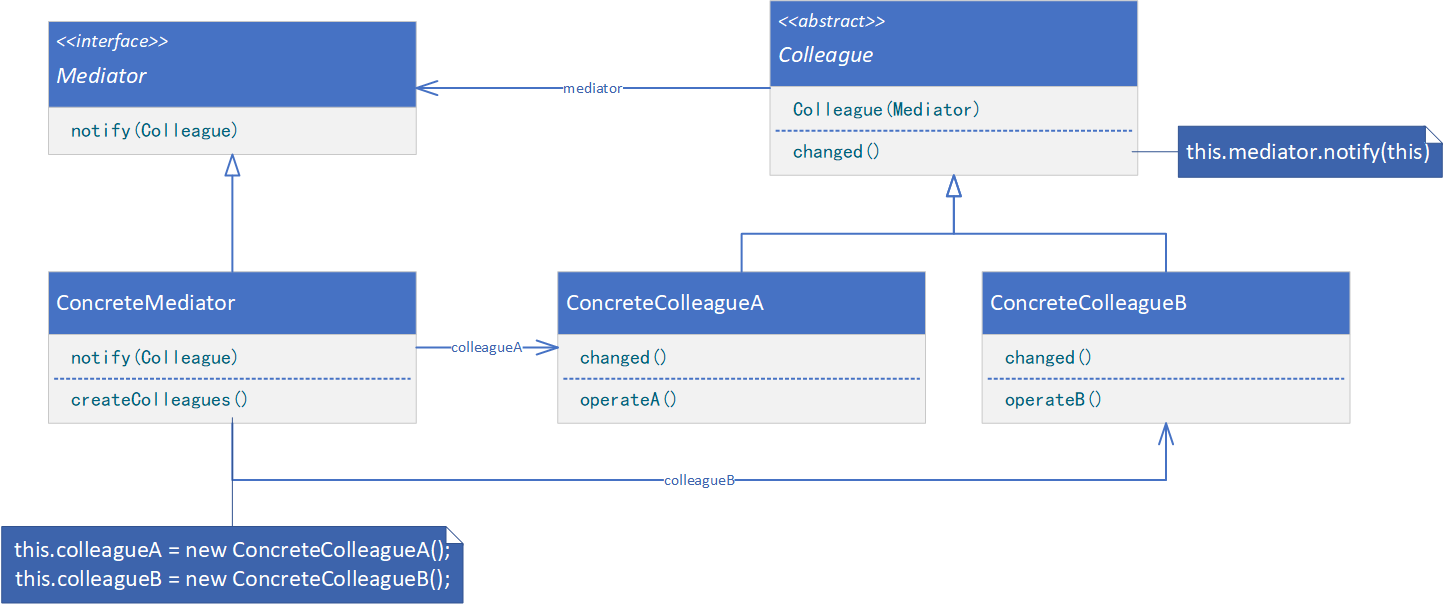 <<interface>>
Mediator
notify(Colleague)
mediator
<<abstract>>
Colleague
Colleague(Mediator)
changed()
this.mediator.notify(this)
ConcreteMediator
notify(Colleague)
createColleagues()
colleagueA
ConcreteColleagueA
changed()
operateA()
ConcreteColleagueB
changed()
operateB()
colleagueB
this.colleagueA = new ConcreteColleagueA();
this.colleagueB = new ConcreteColleagueB();